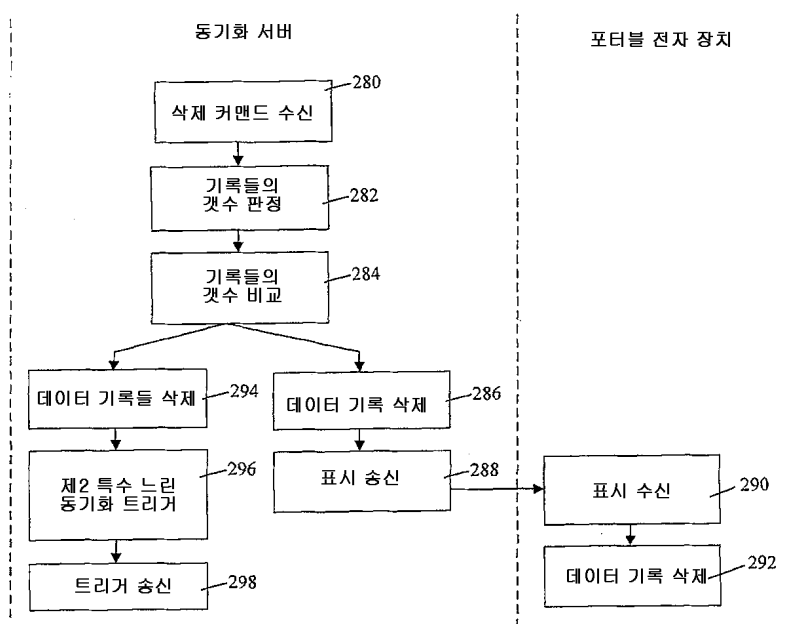 동기화 서버
포터블 전자 장치
280
삭제 커맨드 수신
기록들의
갯수 판정
282
기록들의
갯수 비교
284
데이터 기록들 삭제
294
데이터 기록 삭제
286
제2 특수 느린
동기화 트리거
296
표시 송신
288
표시 수신
290
트리거 송신
298
데이터 기록 삭제
292